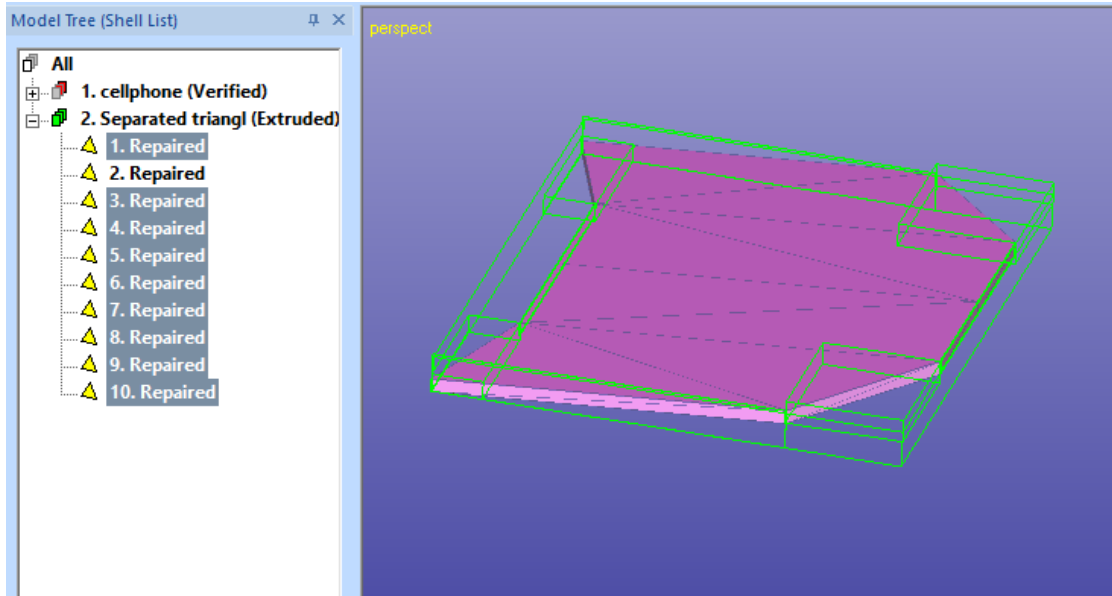 Model Tree (Shell List)
perspect
All
1. cellphone (Verified)
2. Separated triangl (Extruded)
1. Repaired
2. Repaired
3. Repaired
4. Repaired
5. Repaired
6. Repaired
7. Repaired
8. Repaired
9. Repaired
10. Repaired